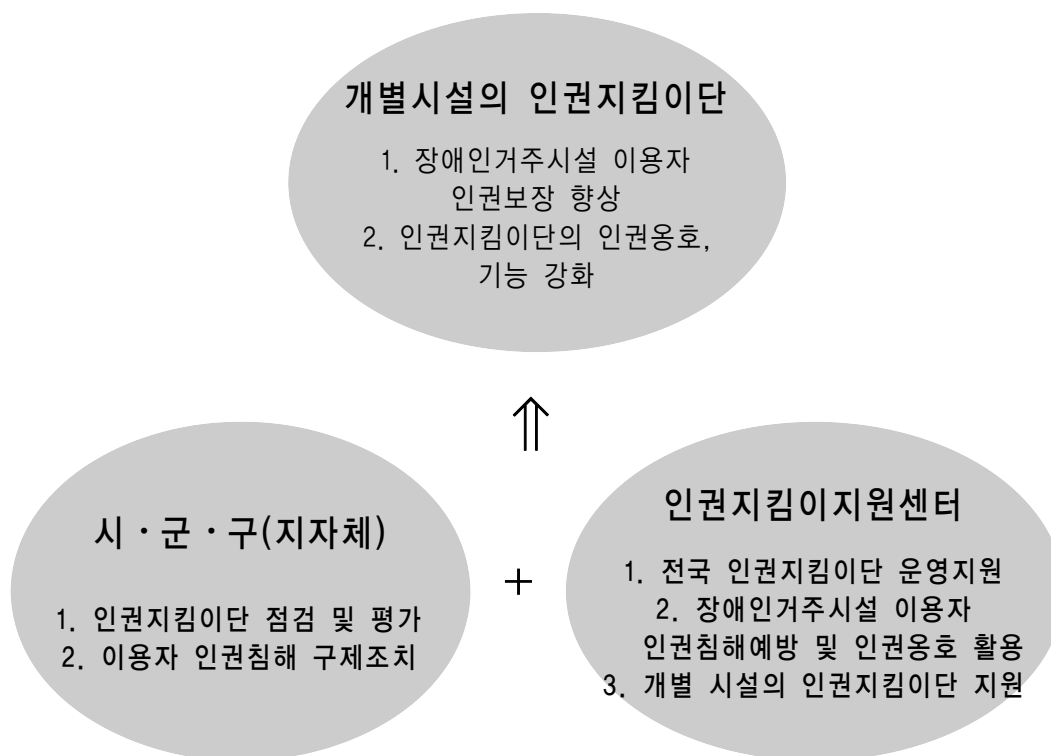 개별시설의 인권지킴이단
1. 장애인거주시설 이용자
인권보장 향상
2. 인권지킴이단의 인권옹호,
기능 강화
⇑
시·군·구(지자체)
1. 인권지킴이단 점검 및 평가
2. 이용자 인권침해 구제조치
+
인권지킴이지원센터
1. 전국 인권지킴이단 운영지원
2. 장애인거주시설 이용자
인권침해예방 및 인권옹호 활용
3. 개별 시설의 인권지킴이단 지원